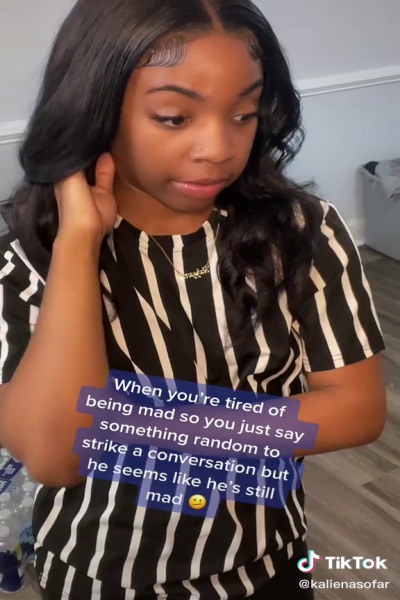 When you're tired of
being mad so you just say
something random to
strike a conversation but
he seems like he's still
mad 😕
TikTok
@kalienasofar